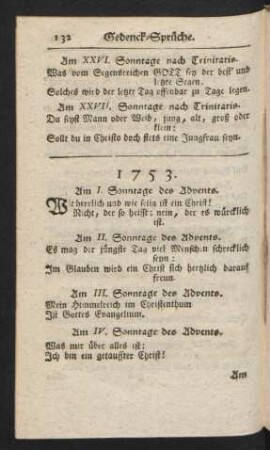 132 Gedenck-Sprüche.
Am XXVI. Sonntage nach Trinitatis.
Was vom Segensreichen GOTT sey der best' und
letzte Segen.
Solches wird der letzte Tag offenbar zu Tage legen.
Am XXVII. Sonntage nach Trinitatis.
Du seyst Mann oder Weib, jung, alt, groß oder
klein:
Sollt du in Christo doch stets eine Jungfrau seyn.
1753.
Am I. Sonntage des Advents.
Wie herrlich und wie selig ist ein Christ!
Nicht, der so heisst: nein, der es würcklich
ist.
Am II. Sonntage des Advents.
Es mag der jüngste Tag viel Menschen schrecklich
seyn:
Im Glauben wird ein Christ sich hertzlich darauf
freun.
Am III. Sonntage des Advents.
Mein Himmelreich im Christenthum
Ist Gottes Evangelium.
Am IV. Sonntage des Advents.
Was mir über alles ist:
Ich bin ein getauffter Christ!
Am